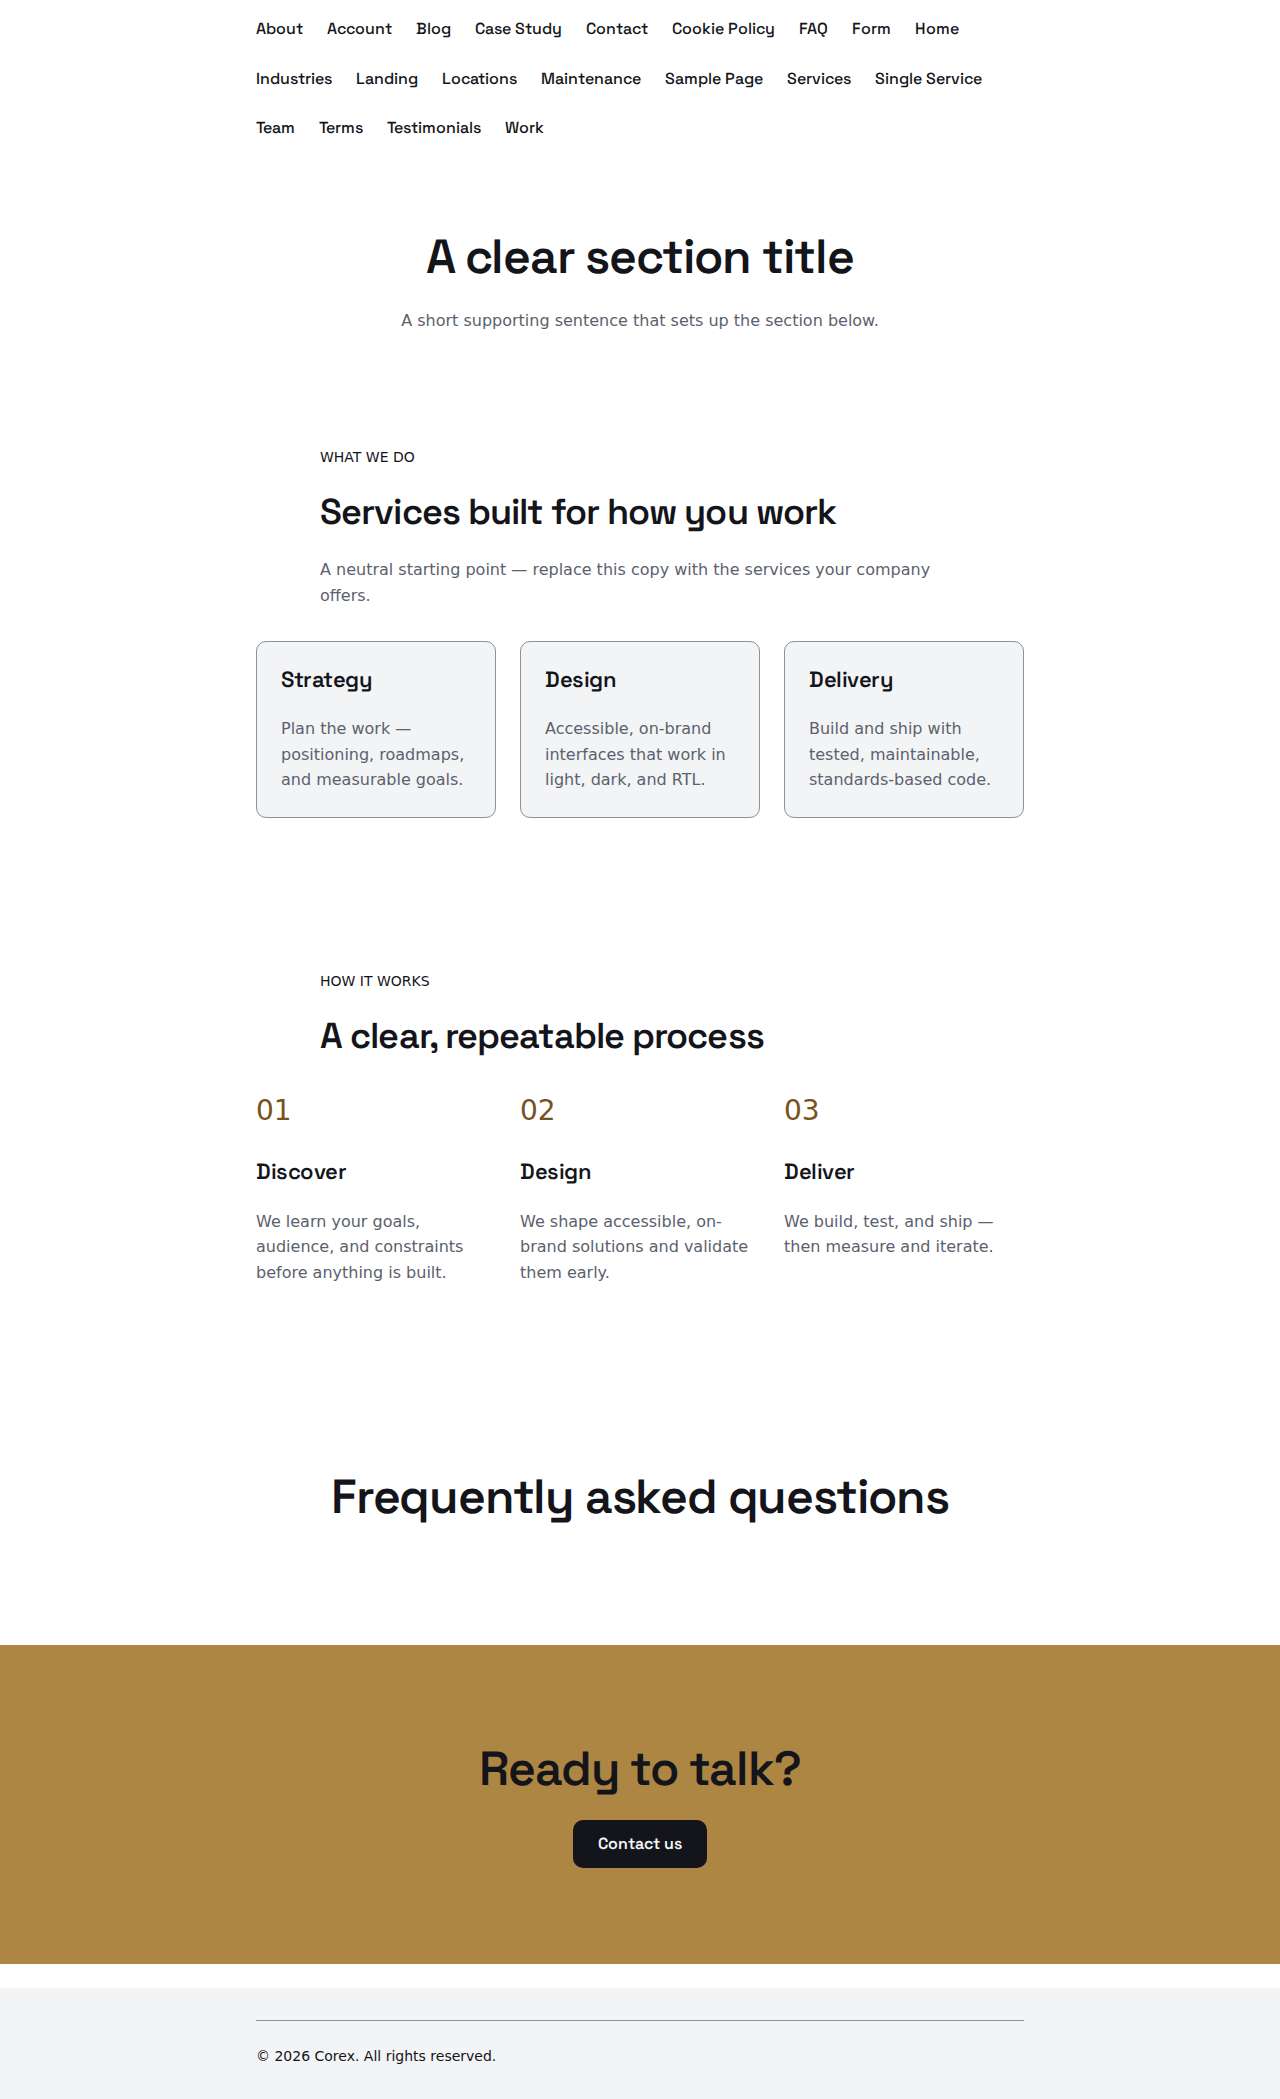 About Account Blog Case Study Contact Cookie Policy FAQ Form Home
Industries Landing Locations Maintenance Sample Page Services Single Service
Team Terms Testimonials Work
A clear section title
A short supporting sentence that sets up the section below.
WHAT WE DO
Services built for how you work
A neutral starting point — replace this copy with the services your company
offers.
Strategy
Plan the work —
positioning, roadmaps,
and measurable goals.
Design
Accessible, on-brand
interfaces that work in
light, dark, and RTL.
Delivery
Build and ship with
tested, maintainable,
standards-based code.
HOW IT WORKS
A clear, repeatable process
01
Discover
We learn your goals,
audience, and constraints
before anything is built.
02
Design
We shape accessible, on-
brand solutions and validate
them early.
03
Deliver
We build, test, and ship —
then measure and iterate.
Frequently asked questions
Ready to talk?
Contact us
© 2026 Corex. All rights reserved.